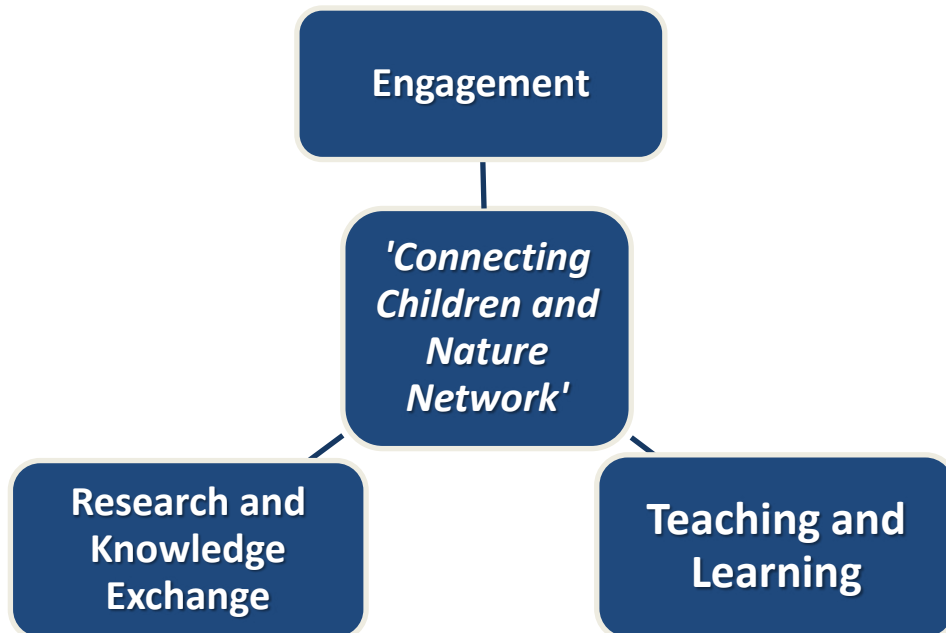 Engagement
'Connecting
Children and
Nature
Network'
Research and
Knowledge
Exchange
Teaching and
Learning